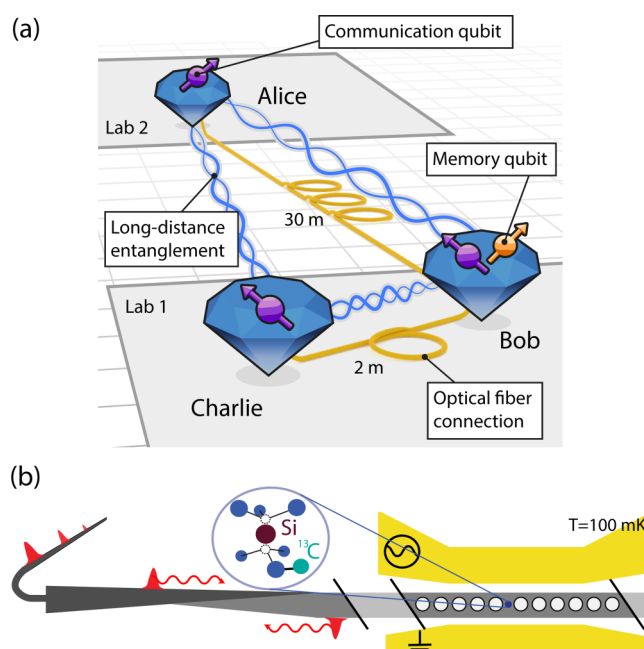 (a)
Communication qubit
Alice
Lab 2
Memory qubit
30 m
Long-distance
entanglement
Lab 1
Bob
2 m
Charlie
Optical fiber
connection
(b)
Si
13C
T=100 mK